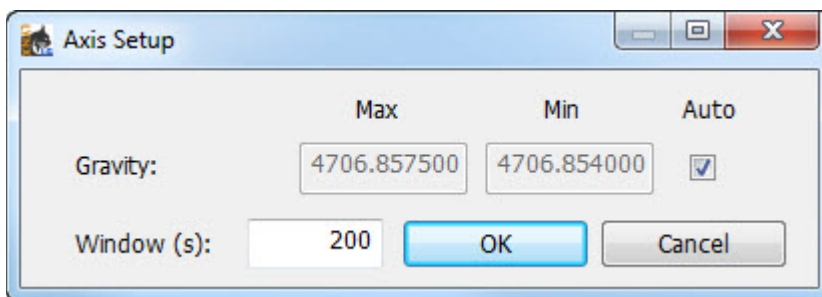 Axis Setup
Max Min Auto
Gravity: 4706.857500 4706.854000
Window (s): 200 OK Cancel